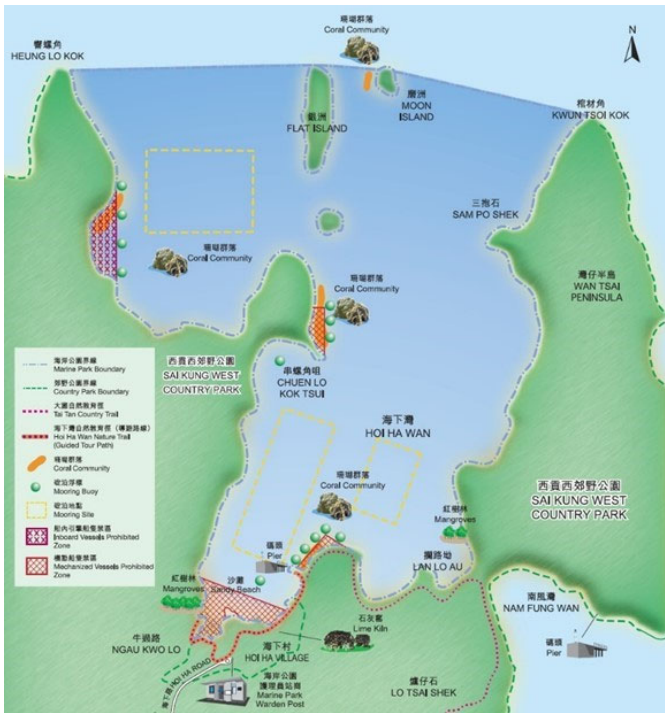 珊瑚群落
Coral Community
響螺角
HEUNG LO KOK
N
磨洲
MOON
ISLAND
瓿洲
FLAT ISLAND
棺材角
KWUN TSOI KOK
三抱石
SAM PO SHEK
灣仔半島
WAN TSAI
PENINSULA
珊瑚群落
Coral Community
珊瑚群落
Coral Community
西貢西郊野公園
SAI KUNG WEST
COUNTRY PARK
串螺角咀
CHUEN LO
KOK TSUI
海下灣
HOI HA WAN
海岸公園界線
Marine Park Boundary
郊野公園界線
Country Park Boundary
大灘自然教育徑
Tai Tan Country Trail
海下灣自然教育徑 (導遊路線)
Hoi Ha Wan Nature Trail
(Guided Tour Path)
珊瑚群落
Coral Community
碇泊浮標
Mooring Buoy
碇泊地點
Mooring Site
船內引擎船隻禁區
Inboard Vessels Prohibited
Zone
機動船隻禁區
Mechanized Vessels Prohibited
Zone
珊瑚群落
Coral Community
西貢西郊野公園
SAI KUNG WEST
COUNTRY PARK
紅樹林
Mangroves
碼頭
Pier
攔路坳
LAN LO AU
紅樹林
Mangroves
沙灘
Sandy Beach
南風灣
NAM FUNG WAN
碼頭
Pier
石灰窰
Lime Kiln
牛過路
NGAU KWO LO
海下村
HOI HA VILLAGE
海下路 HOI HA ROAD
海岸公園
護理員站崗
Marine Park
Warden Post
爐仔石
LO TSAI SHEK